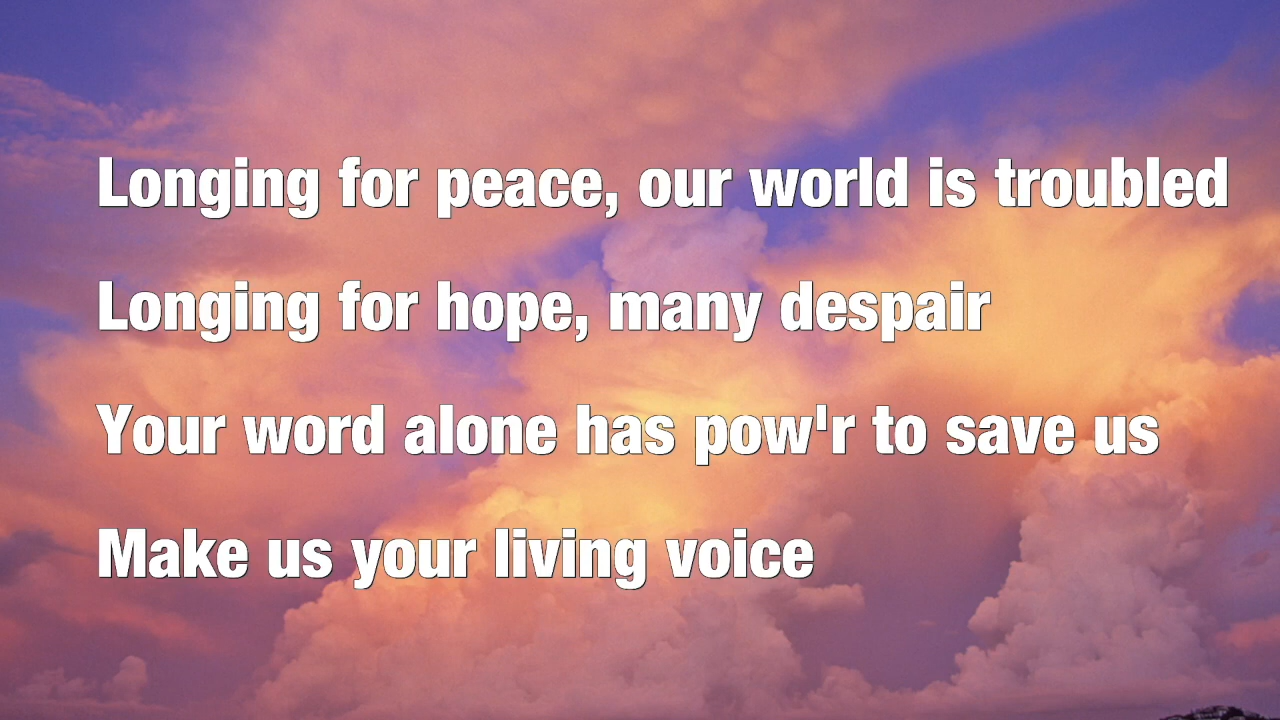 Longing for peace, our world is troubled
Longing for hope, many despair
Your word alone has pow'r to save us
Make us your living voice